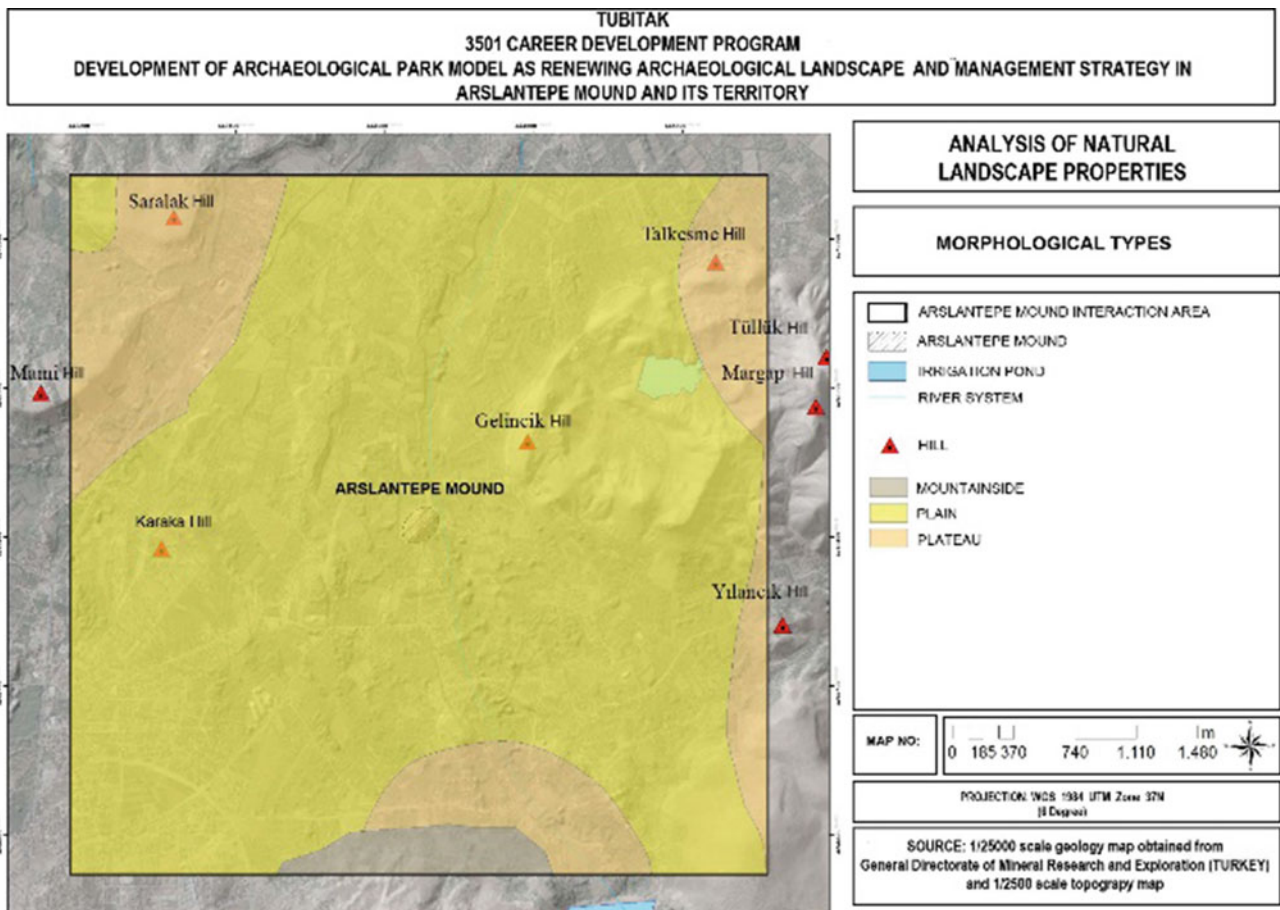 TUBITAK
3501 CAREER DEVELOPMENT PROGRAM
DEVELOPMENT OF ARCHAEOLOGICAL PARK MODEL AS RENEWING ARCHAEOLOGICAL LANDSCAPE AND MANAGEMENT STRATEGY IN
ARSLANTEPE MOUND AND ITS TERRITORY
Saralak Hill
Talkesme Hill
Tüllük Hill
Mami Hill
Margap Hill
Gelincik Hill
ARSLANTEPE MOUND
Karaka Hill
Yılancık Hill
ANALYSIS OF NATURAL
LANDSCAPE PROPERTIES
MORPHOLOGICAL TYPES
ARSLANTEPE MOUND INTERACTION AREA
ARSLANTEPE MOUND
IRRIGATION POND
RIVER SYSTEM
HILL
MOUNTAINSIDE
PLAIN
PLATEAU
MAP NO:
m
0 185 370 740 1.110 1.480
PROJECTION WGS 1984 UTM Zone 37N
(6 Degree)
SOURCE: 1/25000 scale geology map obtained from
General Directorate of Mineral Research and Exploration (TURKEY)
and 1/2500 scale topograpy map